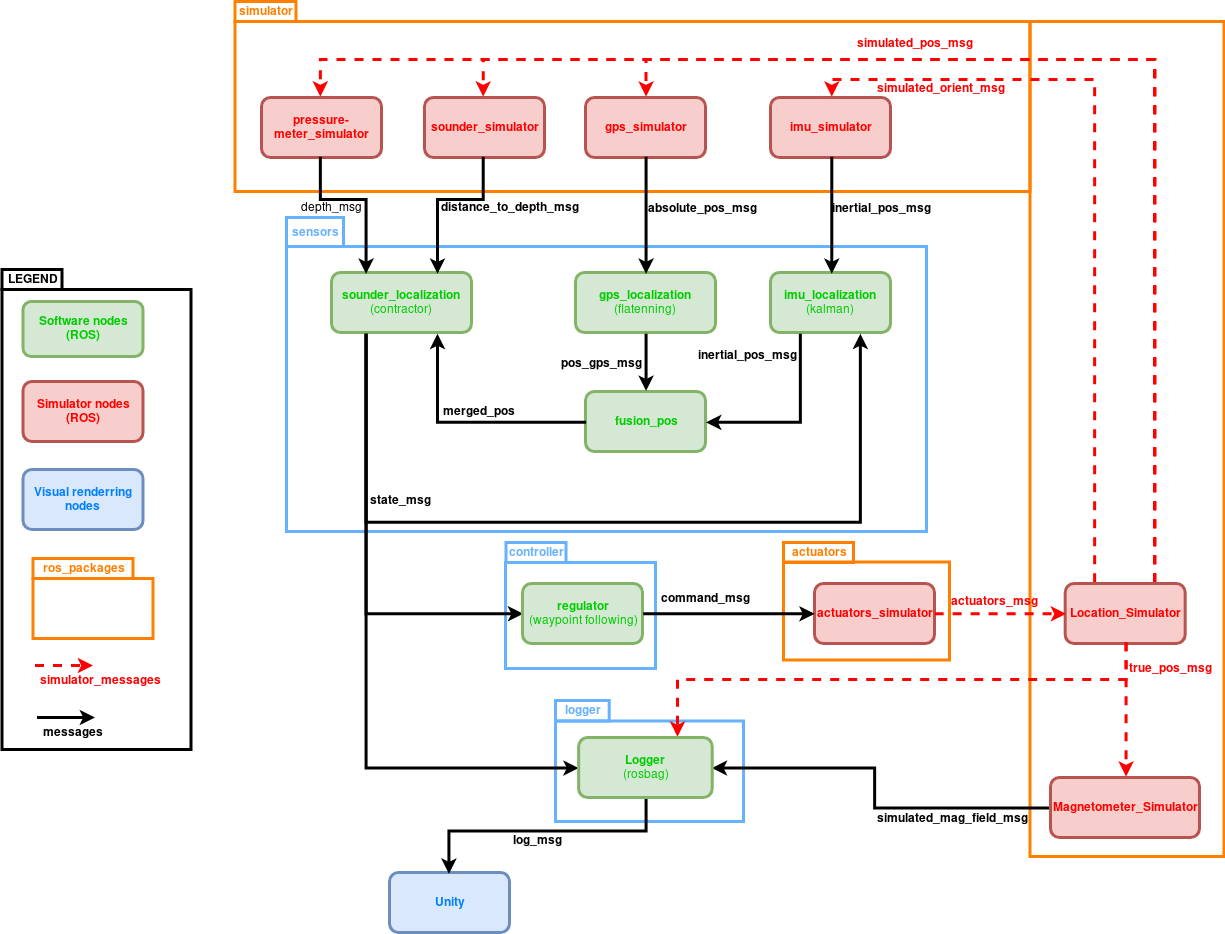 simulator
simulated_pos_msg
simulated_orient_msg
pressure-
meter_simulator
sounder_simulator
gps_simulator
imu_simulator
depth_msg
distance_to_depth_msg
absolute_pos_msg
inertial_pos_msg
sensors
sounder_localization
(contractor)
gps_localization
(flatenning)
imu_localization
(kalman)
pos_gps_msg
inertial_pos_msg
merged_pos
fusion_pos
state_msg
LEGEND
Software nodes
(ROS)
Simulator nodes
(ROS)
Visual renderring
nodes
ros_packages
simulator_messages
messages
controller
regulator
(waypoint following)
command_msg
actuators
actuators_simulator
actuators_msg
Location_Simulator
true_pos_msg
logger
Logger
(rosbag)
Magnetometer_Simulator
simulated_mag_field_msg
log_msg
Unity